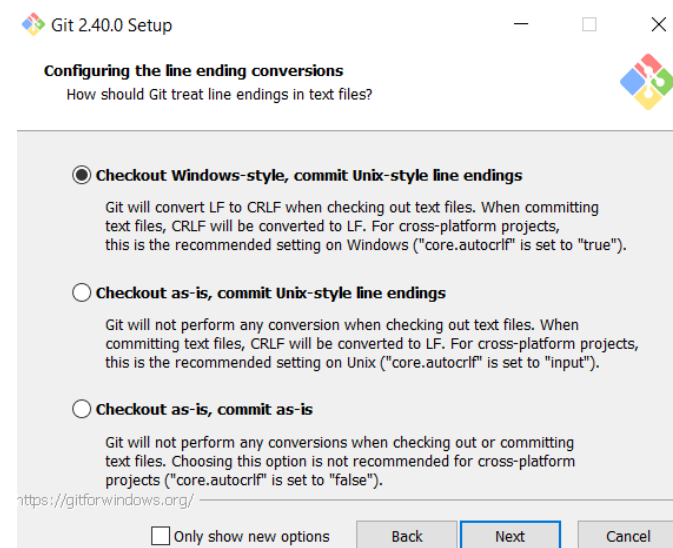 Git 2.40.0 Setup
Configuring the line ending conversions
How should Git treat line endings in text files?
Checkout Windows-style, commit Unix-style line endings
Git will convert LF to CRLF when checking out text files. When committing
text files, CRLF will be converted to LF. For cross-platform projects,
this is the recommended setting on Windows ("core.autocrlf" is set to "true").
Checkout as-is, commit Unix-style line endings
Git will not perform any conversion when checking out text files. When
committing text files, CRLF will be converted to LF. For cross-platform projects,
this is the recommended setting on Unix ("core.autocrlf" is set to "input").
Checkout as-is, commit as-is
Git will not perform any conversions when checking out or committing
text files. Choosing this option is not recommended for cross-platform
projects ("core.autocrlf" is set to "false").
https://gitforwindows.org/
Only show new options Back Next Cancel